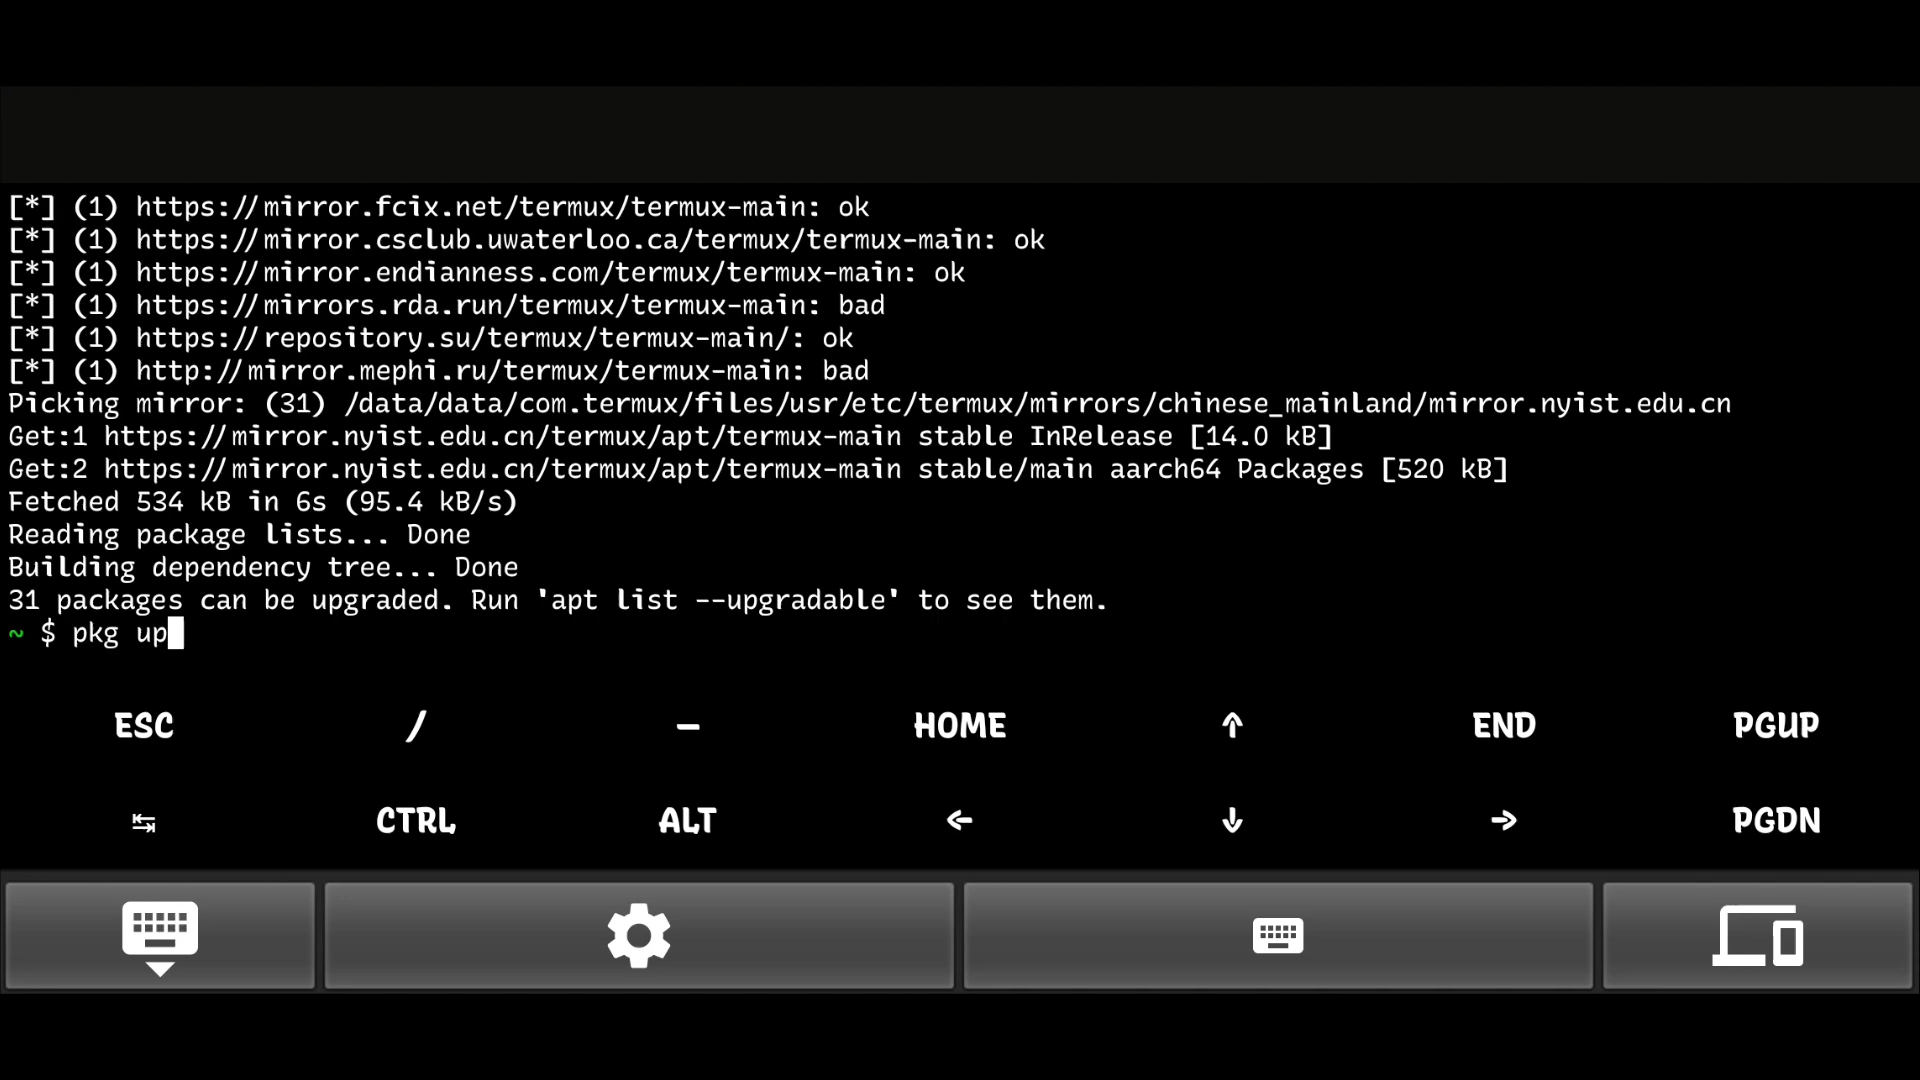 [*] (1) https://mirror.fcix.net/termux/termux-main: ok
[*] (1) https://mirror.csclub.uwaterloo.ca/termux/termux-main: ok
[*] (1) https://mirror.endianness.com/termux/termux-main: ok
[*] (1) https://mirrors.rda.run/termux/termux-main: bad
[*] (1) https://repository.su/termux/termux-main/: ok
[*] (1) http://mirror.mephi.ru/termux/termux-main: bad
Picking mirror: (31) /data/data/com.termux/files/usr/etc/termux/mirrors/chinese_mainland/mirror.nyist.edu.cn
Get:1 https://mirror.nyist.edu.cn/termux/apt/termux-main stable InRelease [14.0 kB]
Get:2 https://mirror.nyist.edu.cn/termux/apt/termux-main stable/main aarch64 Packages [520 kB]
Fetched 534 kB in 6s (95.4 kB/s)
Reading package lists... Done
Building dependency tree... Done
31 packages can be upgraded. Run 'apt list --upgradable' to see them.
~ $ pkg up
ESC / — HOME ↑ END PGUP
↹ CTRL ALT ← ↓ → PGDN